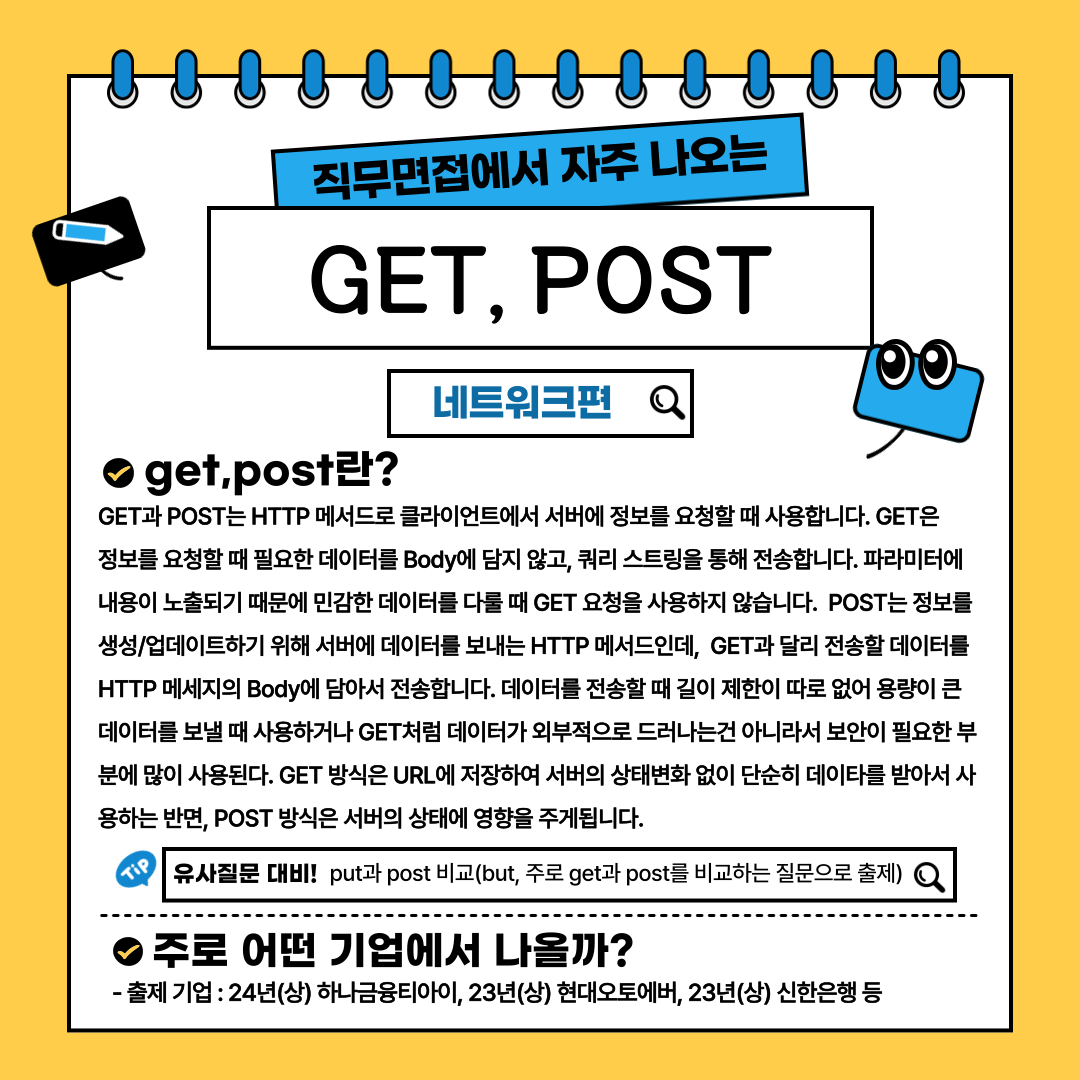 직무면접에서 자주 나오는
GET, POST
네트워크편
get,post란?
GET과 POST는 HTTP 메서드로 클라이언트에서 서버에 정보를 요청할 때 사용합니다. GET은
정보를 요청할 때 필요한 데이터를 Body에 담지 않고, 쿼리 스트링을 통해 전송합니다. 파라미터에
내용이 노출되기 때문에 민감한 데이터를 다룰 때 GET 요청을 사용하지 않습니다. POST는 정보를
생성/업데이트하기 위해 서버에 데이터를 보내는 HTTP 메서드인데, GET과 달리 전송할 데이터를
HTTP 메세지의 Body에 담아서 전송합니다. 데이터를 전송할 때 길이 제한이 따로 없어 용량이 큰
데이터를 보낼 때 사용하거나 GET처럼 데이터가 외부적으로 드러나는건 아니라서 보안이 필요한 부
분에 많이 사용된다. GET 방식은 URL에 저장하여 서버의 상태변화 없이 단순히 데이타를 받아서 사
용하는 반면, POST 방식은 서버의 상태에 영향을 주게됩니다.
TIP 유사질문 대비! put과 post 비교(but, 주로 get과 post를 비교하는 질문으로 출제)
주로 어떤 기업에서 나올까?
- 출제 기업 : 24년(상) 하나금융티아이, 23년(상) 현대오토에버, 23년(상) 신한은행 등